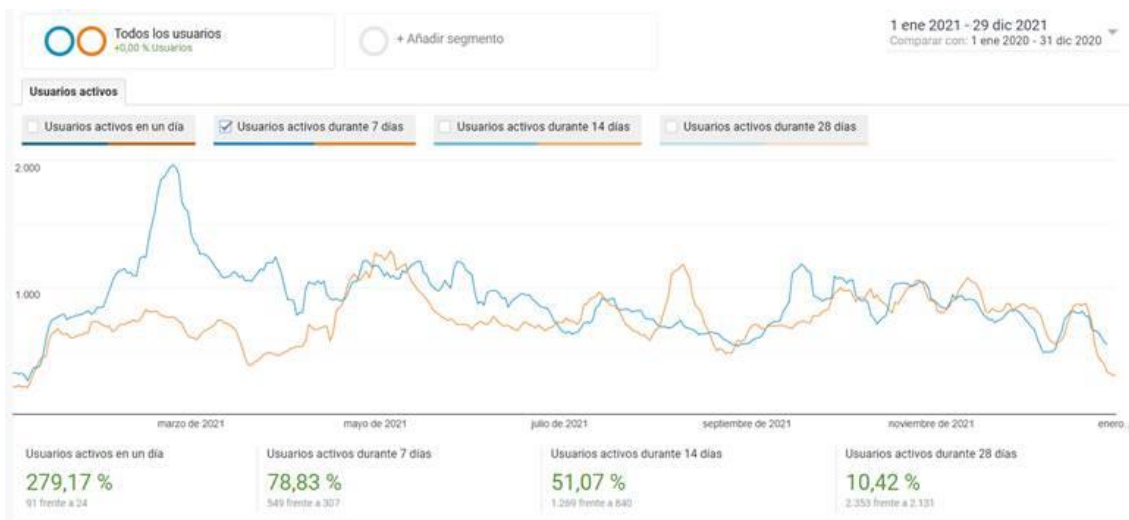 Todos los usuarios
+0,00 % Usuarios
+ Añadir segmento
1 ene 2021 - 29 dic 2021
Comparar con: 1 ene 2020 - 31 dic 2020
Usuarios activos
Usuarios activos en un día
Usuarios activos durante 7 días
Usuarios activos durante 14 días
Usuarios activos durante 28 días
2.000
1.000
marzo de 2021
mayo de 2021
julio de 2021
septiembre de 2021
noviembre de 2021
enero...
Usuarios activos en un día
279,17 %
91 frente a 24
Usuarios activos durante 7 días
78,83 %
549 frente a 307
Usuarios activos durante 14 días
51,07 %
1.269 frente a 840
Usuarios activos durante 28 días
10,42 %
2.353 frente a 2.131